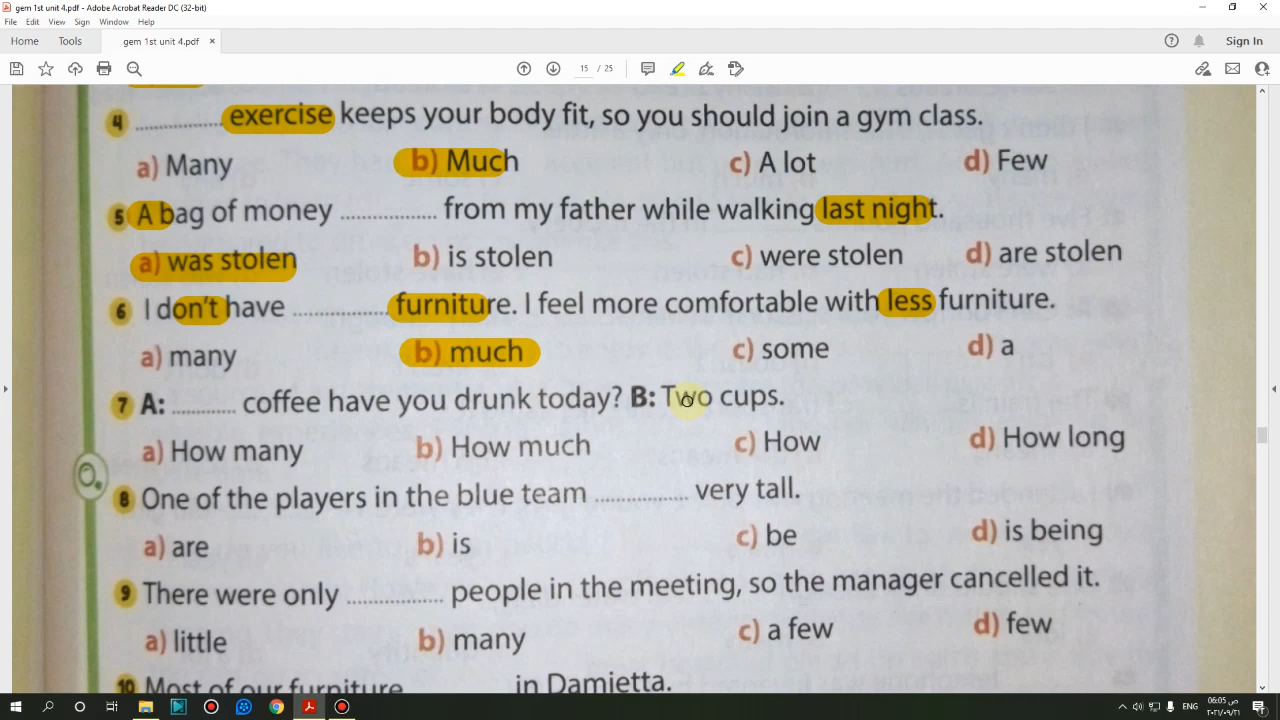 gem 1st unit 4.pdf - Adobe Acrobat Reader DC (32-bit)
File Edit View Sign Window Help
Home Tools gem 1st unit 4.pdf × Sign In
15 / 25
4 ............ exercise keeps your body fit, so you should join a gym class.
a) Many b) Much c) A lot d) Few
5 A bag of money ............ from my father while walking last night.
a) was stolen b) is stolen c) were stolen d) are stolen
6 I don't have ............ furniture. I feel more comfortable with less furniture.
a) many b) much c) some d) a
7 A: ........ coffee have you drunk today? B: Two cups.
a) How many b) How much c) How d) How long
8 One of the players in the blue team ............ very tall.
a) are b) is c) be d) is being
9 There were only ............ people in the meeting, so the manager cancelled it.
a) little b) many c) a few d) few
10 Most of our furniture ............ in Damietta.
ENG 06:05 ص
٢٠٢١/٠٩/٢١